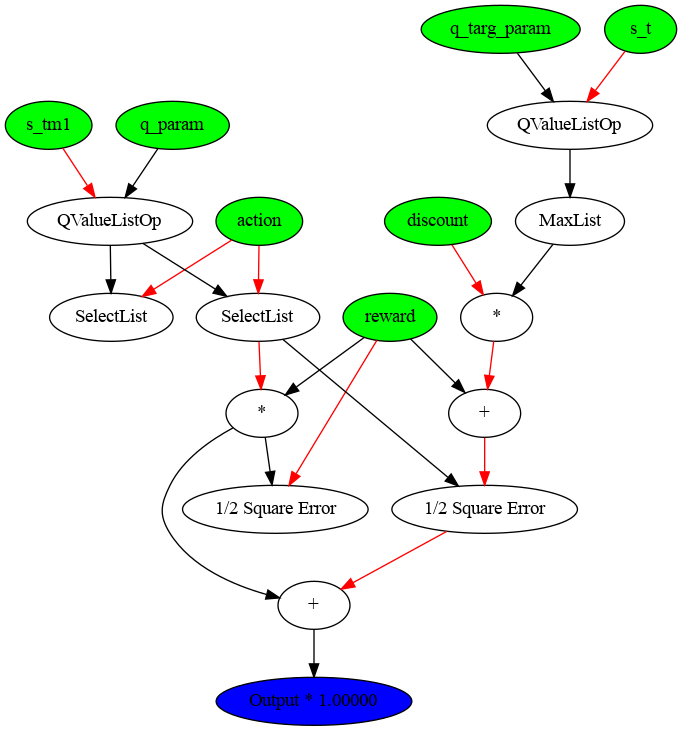 q_targ_param
s_t
s_tm1
q_param
QValueListOp
QValueListOp
action
discount
MaxList
SelectList
SelectList
reward
*
*
+
1/2 Square Error
1/2 Square Error
+
Output * 1.00000